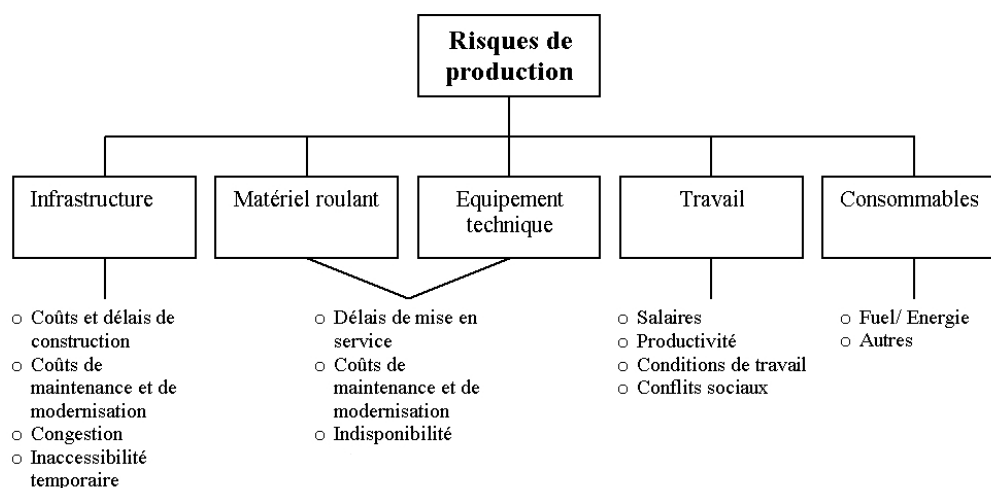 Risques de
production
Infrastructure
Matériel roulant
Equipement
technique
Travail
Consommables
○ Coûts et délais de
construction
○ Coûts de
maintenance et de
modernisation
○ Congestion
○ Inaccessibilité
temporaire
○ Délais de mise en
service
○ Coûts de
maintenance et de
modernisation
○ Indisponibilité
○ Salaires
○ Productivité
○ Conditions de travail
○ Conflits sociaux
○ Fuel/ Energie
○ Autres